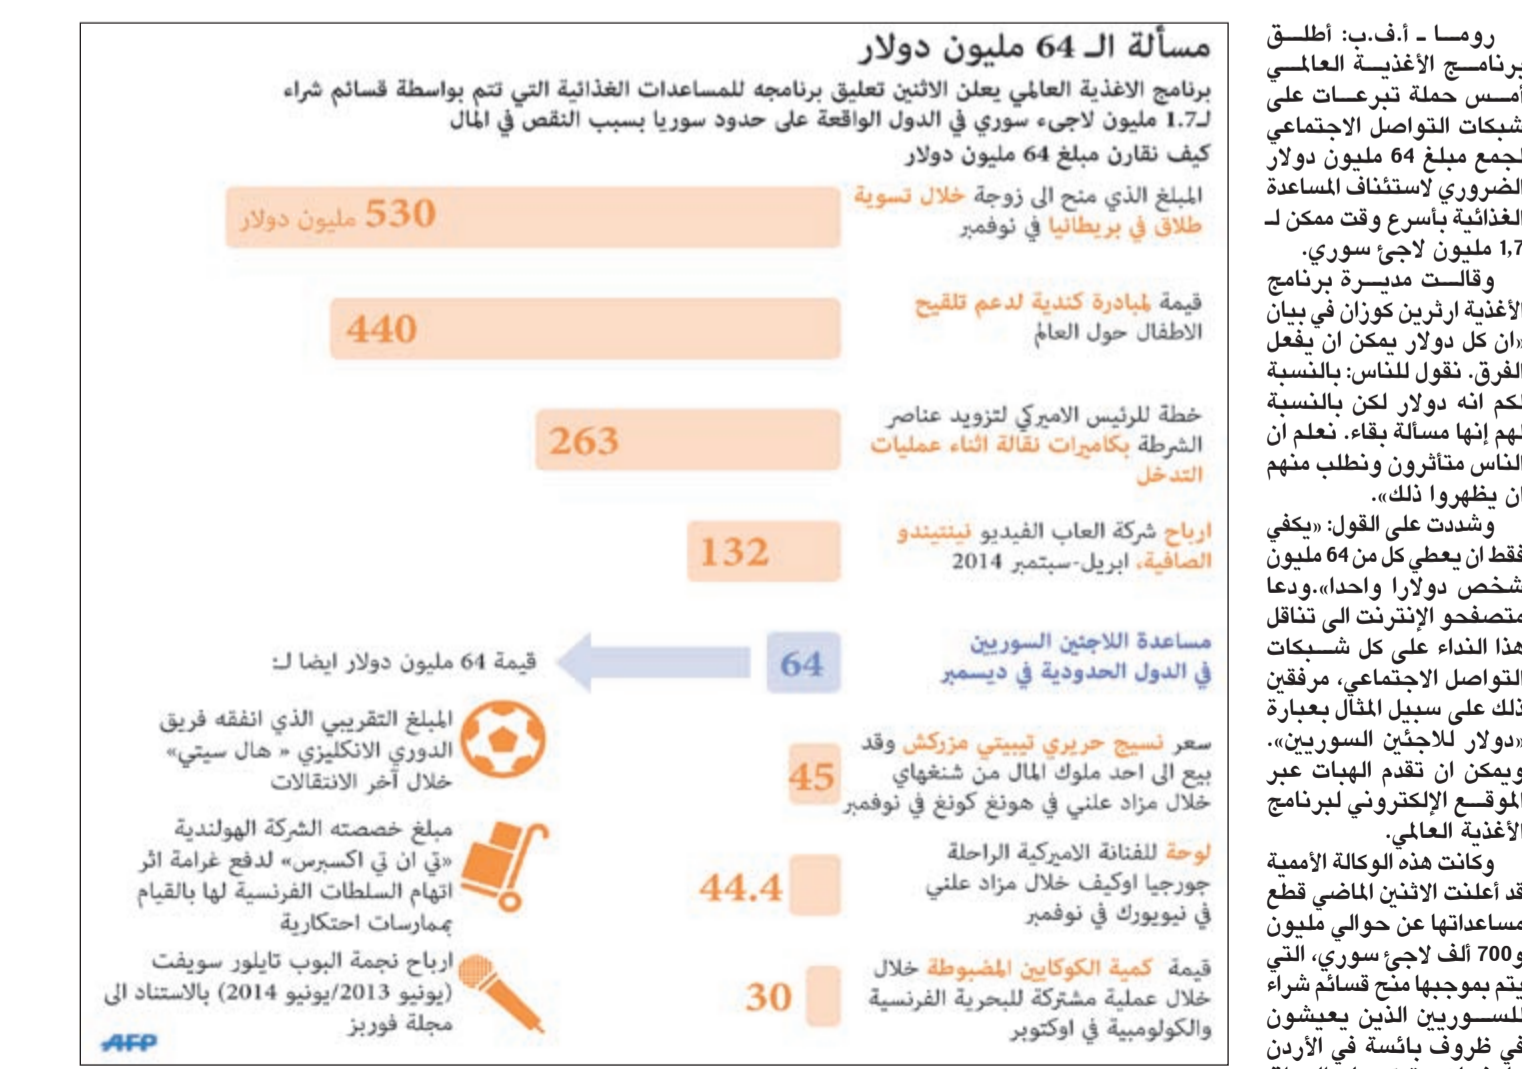 رومــا ـ أ.ف.ب: أطلــق
برنامــج الأغذيــة العالمــي
أمــس حملة تبرعــات على
شبكات التواصل الاجتماعي
لجمع مبلغ 64 مليون دولار
الضروري لاستئناف المساعدة
الغذائية بأسرع وقت ممكن لـ
1,7 مليون لاجئ سوري.
وقالــت مديــرة برنامج
الأغذية ارثرين كوزان في بيان
«ان كل دولار يمكن ان يفعل
الفرق. نقول للناس: بالنسبة
لكم انه دولار لكن بالنسبة
لهم إنها مسألة بقاء. نعلم ان
الناس متأثرون ونطلب منهم
ان يظهروا ذلك».
وشددت على القول: «يكفي
فقط ان يعطي كل من 64 مليون
شخص دولارا واحدا».ودعا
متصفحو الإنترنت الى تناقل
هذا النداء على كل شــبكات
التواصل الاجتماعي، مرفقين
ذلك على سبيل المثال بعبارة
«دولار للاجئين السوريين».
ويمكن ان تقدم الهبات عبر
الموقــع الإلكتروني لبرنامج
الأغذية العالمي.
وكانت هذه الوكالة الأممية
قد أعلنت الاثنين الماضي قطع
مساعداتها عن حوالي مليون
و700 ألف لاجئ سوري، التي
يتم بموجبها منح قسائم شراء
للســوريين الذين يعيشون
في ظروف بائسة في الأردن
مسألة الـ 64 مليون دولار
برنامج الاغذية العالمي يعلن الاثنين تعليق برنامجه للمساعدات الغذائية التي تتم بواسطة قسائم شراء
لـ1.7 مليون لاجىء سوري في الدول الواقعة على حدود سوريا بسبب النقص في المال
كيف نقارن مبلغ 64 مليون دولار
المبلغ الذي منح الى زوجة خلال تسوية
طلاق في بريطانيا في نوفمبر
530 مليون دولار
قيمة لمبادرة كندية لدعم تلقيح
الاطفال حول العالم
440
خطة للرئيس الاميركي لتزويد عناصر
الشرطة بكاميرات نقالة اثناء عمليات
التدخل
263
ارباح شركة العاب الفيديو نينتيندو
الصافية، ابريل-سبتمبر 2014
132
مساعدة اللاجئين السوريين
في الدول الحدودية في ديسمبر
64
سعر نسيج حريري تيبيتي مزركش وقد
بيع الى احد ملوك المال من شنغهاي
خلال مزاد علني في هونغ كونغ في نوفمبر
45
لوحة للفنانة الاميركية الراحلة
جورجيا اوكيف خلال مزاد علني
في نيويورك في نوفمبر
44.4
قيمة كمية الكوكايين المضبوطة خلال
خلال عملية مشتركة للبحرية الفرنسية
والكولومبية في اوكتوبر
30
قيمة 64 مليون دولار ايضا لـ:
المبلغ التقريبي الذي انفقه فريق
الدوري الانكليزي « هال سيتي»
خلال آخر الانتقالات
مبلغ خصصته الشركة الهولندية
«تي ان تي اكسبرس» لدفع غرامة اثر
اتهام السلطات الفرنسية لها بالقيام
بممارسات احتكارية
ارباح نجمة البوب تايلور سويفت
(يونيو 2013/يونيو 2014) بالاستناد الى
مجلة فوربز
AFP